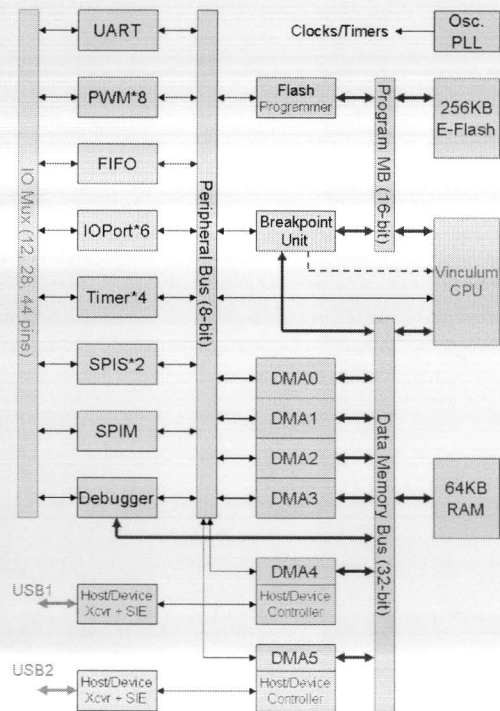 UART
Clocks/Timers
Osc.
PLL
PWM*8
Flash
Programmer
256KB
E-Flash
Program MB (16-bit)
FIFO
IO Mux (12, 28, 44 pins)
Peripheral Bus (8-bit)
IOPort*6
Breakpoint
Unit
Vinculum
CPU
Timer*4
SPIS*2
DMA0
SPIM
DMA1
DMA2
Data Memory Bus (32-bit)
Debugger
DMA3
64KB
RAM
DMA4
USB1
Host/Device
Xcvr + SIE
Host/Device
Controller
DMA5
USB2
Host/Device
Xcvr + SIE
Host/Device
Controller